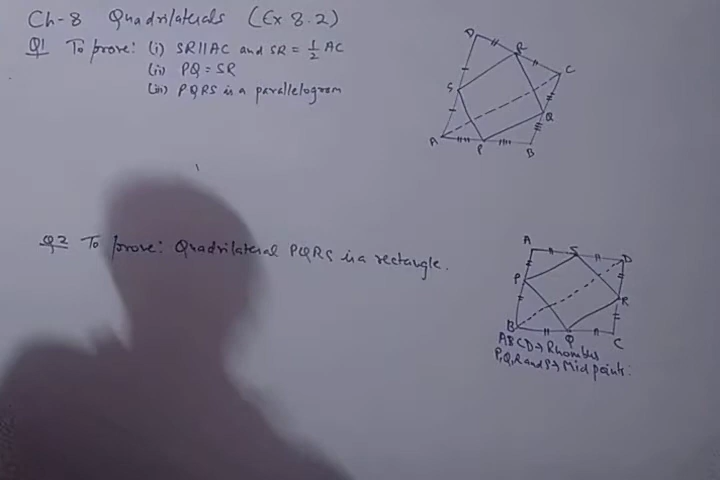 Ch-8 Quadrilaterals (Ex 8.2)
Q1 To prove: (i) SR || AC and SR = 1/2 AC
(ii) PQ = SR
(iii) PQRS is a parallelogram
D
R
C
S
Q
A
P
B
Q2 To prove: Quadrilateral PQRS is a rectangle.
A
S
D
P
R
B
Q
C
ABCD → Rhombus
P, Q, R and S → Mid points.